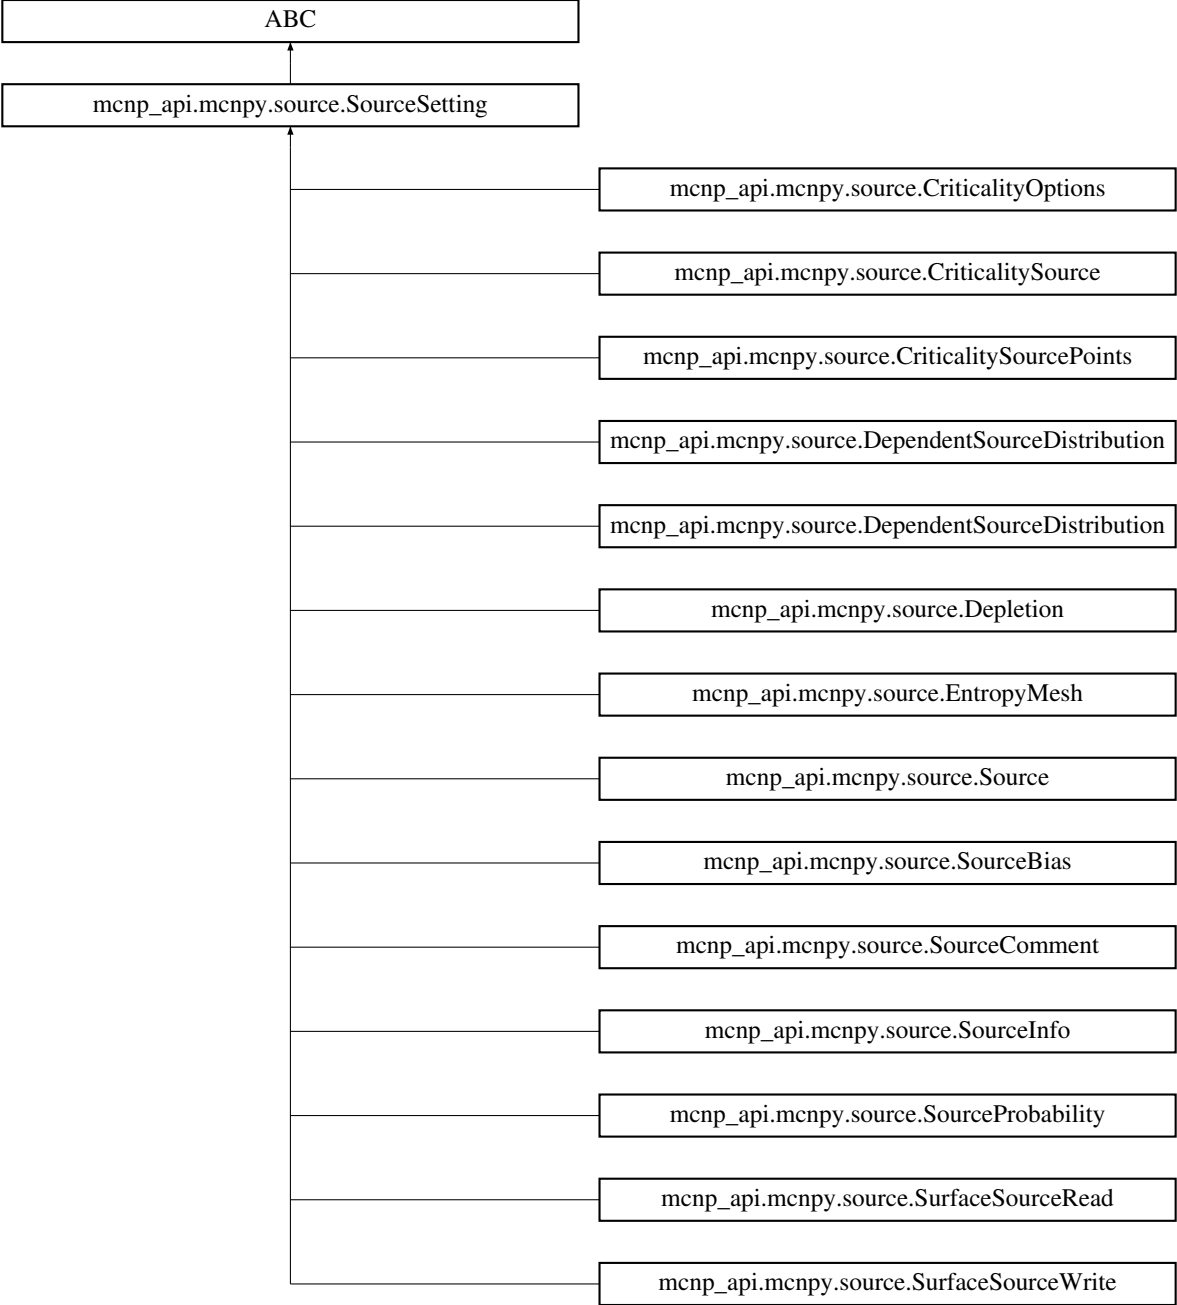 ABC
mcnp_api.mcnpy.source.SourceSetting
mcnp_api.mcnpy.source.CriticalityOptions
mcnp_api.mcnpy.source.CriticalitySource
mcnp_api.mcnpy.source.CriticalitySourcePoints
mcnp_api.mcnpy.source.DependentSourceDistribution
mcnp_api.mcnpy.source.DependentSourceDistribution
mcnp_api.mcnpy.source.Depletion
mcnp_api.mcnpy.source.EntropyMesh
mcnp_api.mcnpy.source.Source
mcnp_api.mcnpy.source.SourceBias
mcnp_api.mcnpy.source.SourceComment
mcnp_api.mcnpy.source.SourceInfo
mcnp_api.mcnpy.source.SourceProbability
mcnp_api.mcnpy.source.SurfaceSourceRead
mcnp_api.mcnpy.source.SurfaceSourceWrite